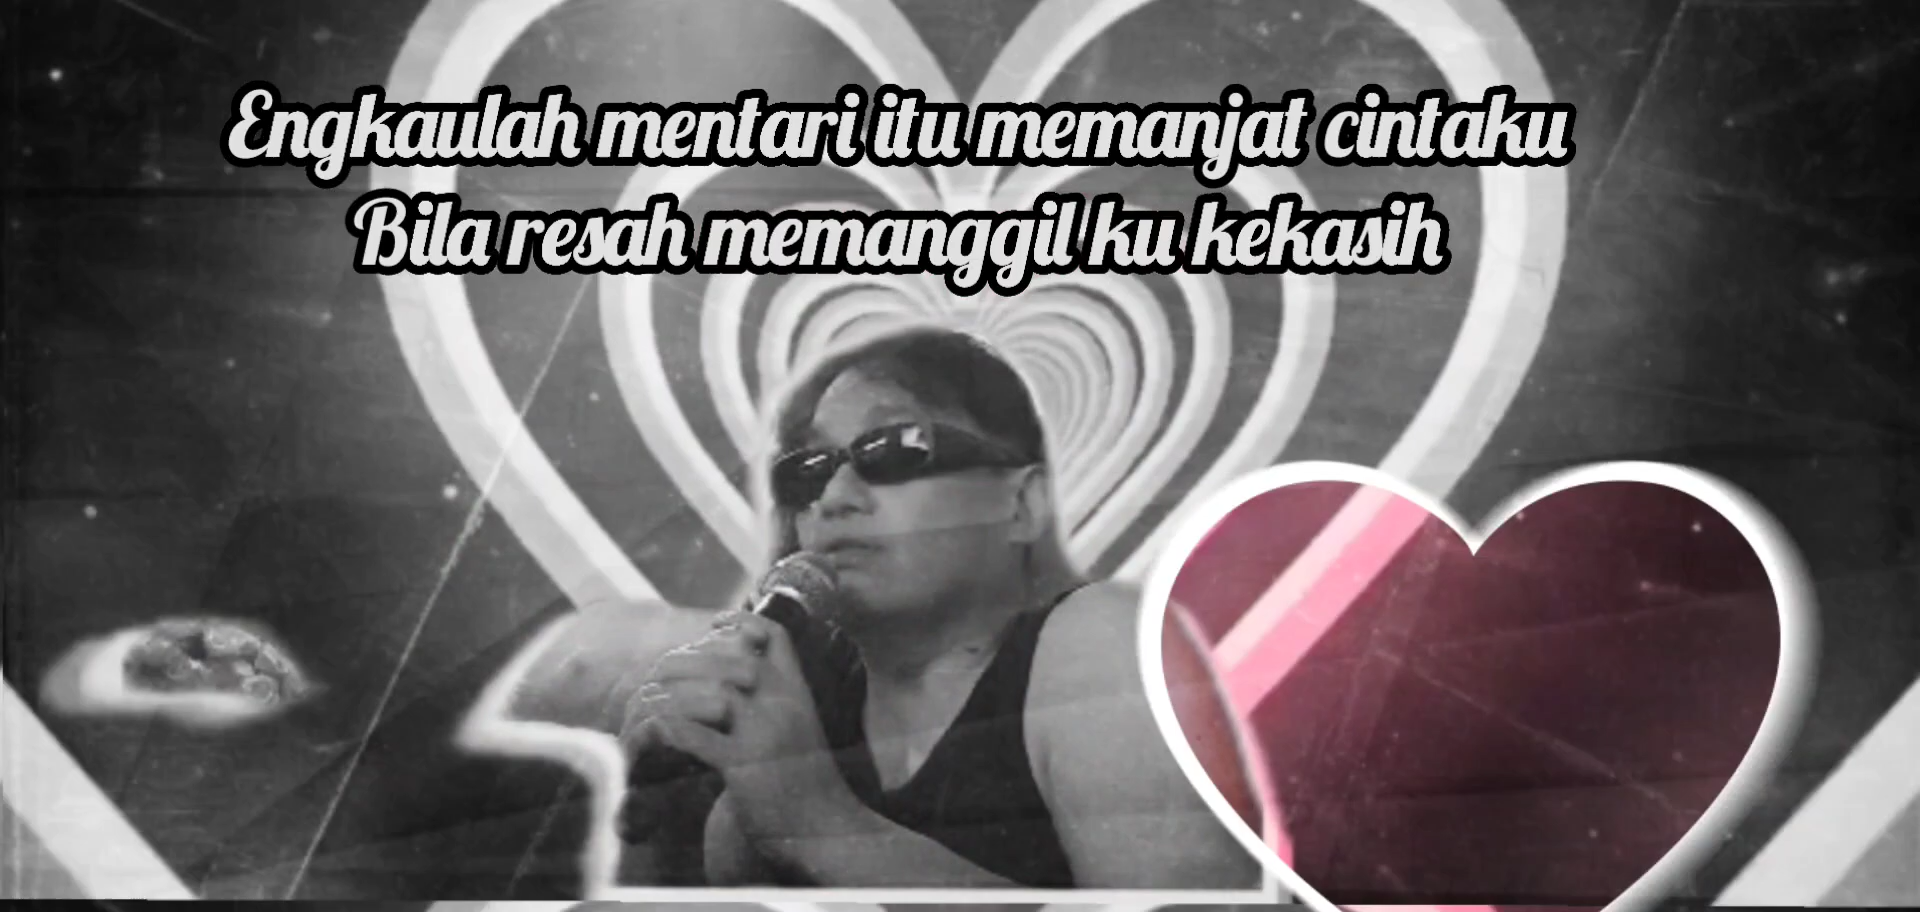 Engkaulah mentari itu memanjat cintaku
Bila resah memanggil ku kekasih